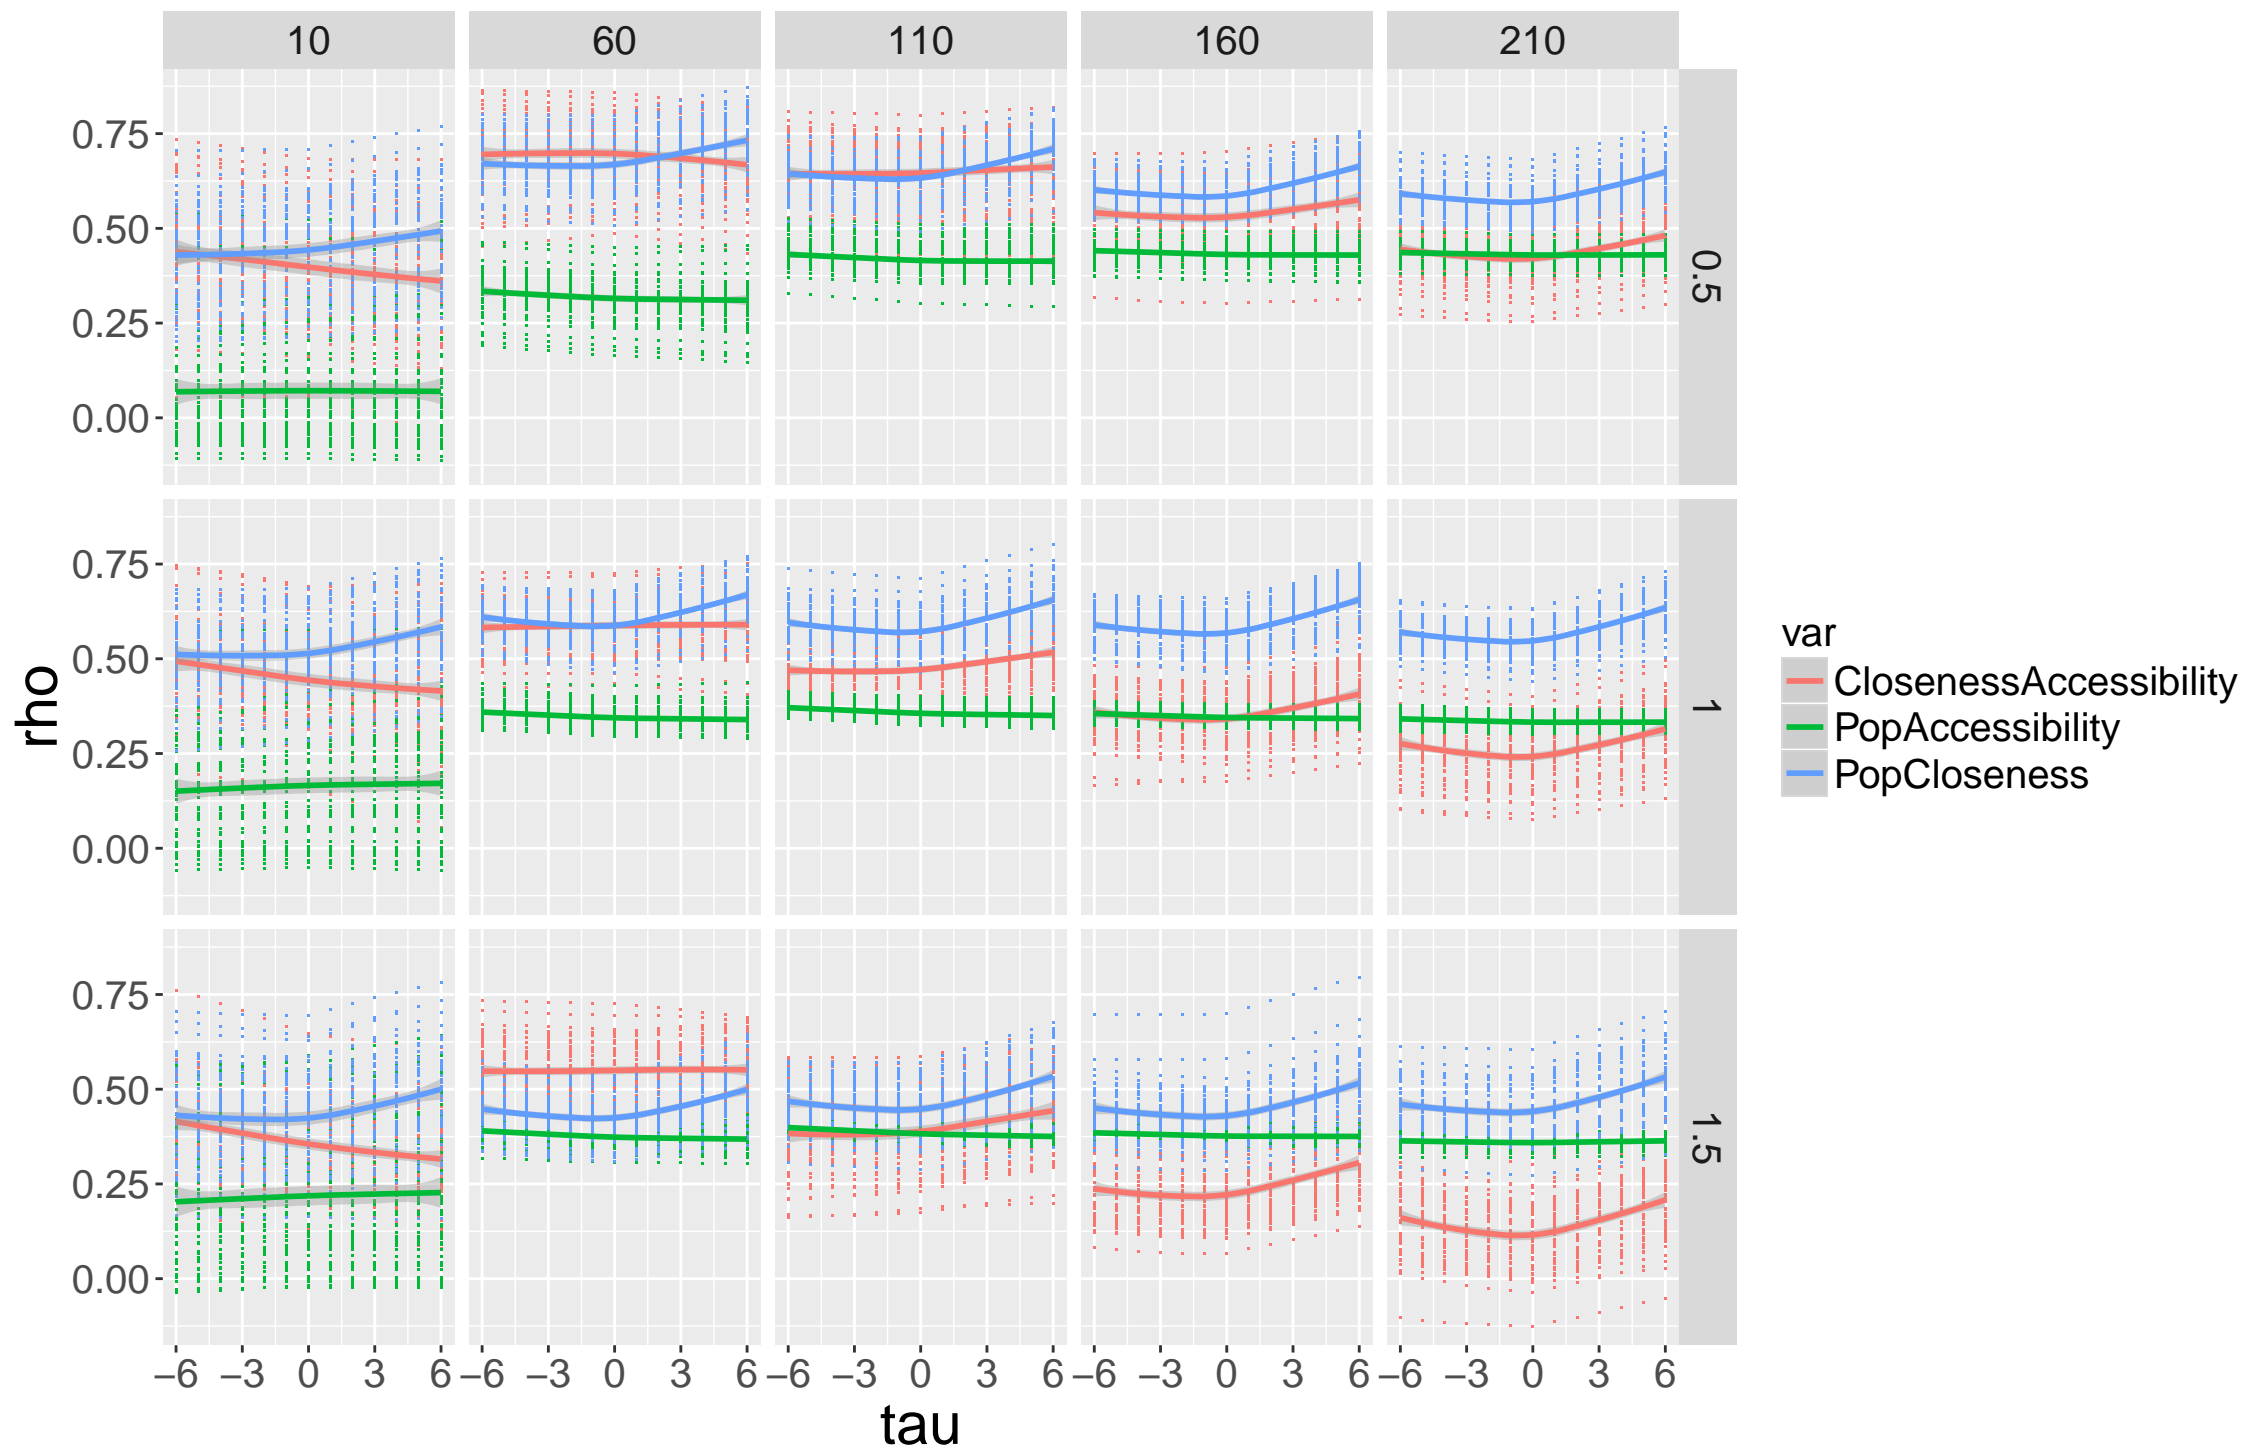 10 60 110 160 210
0.75
0.50
0.25
0.00
0.5
0.75
0.50
0.25
0.00
1
0.75
0.50
0.25
0.00
1.5
−6 −3 0 3 6 −6 −3 0 3 6 −6 −3 0 3 6 −6 −3 0 3 6 −6 −3 0 3 6
tau
rho
var
ClosenessAccessibility
PopAccessibility
PopCloseness